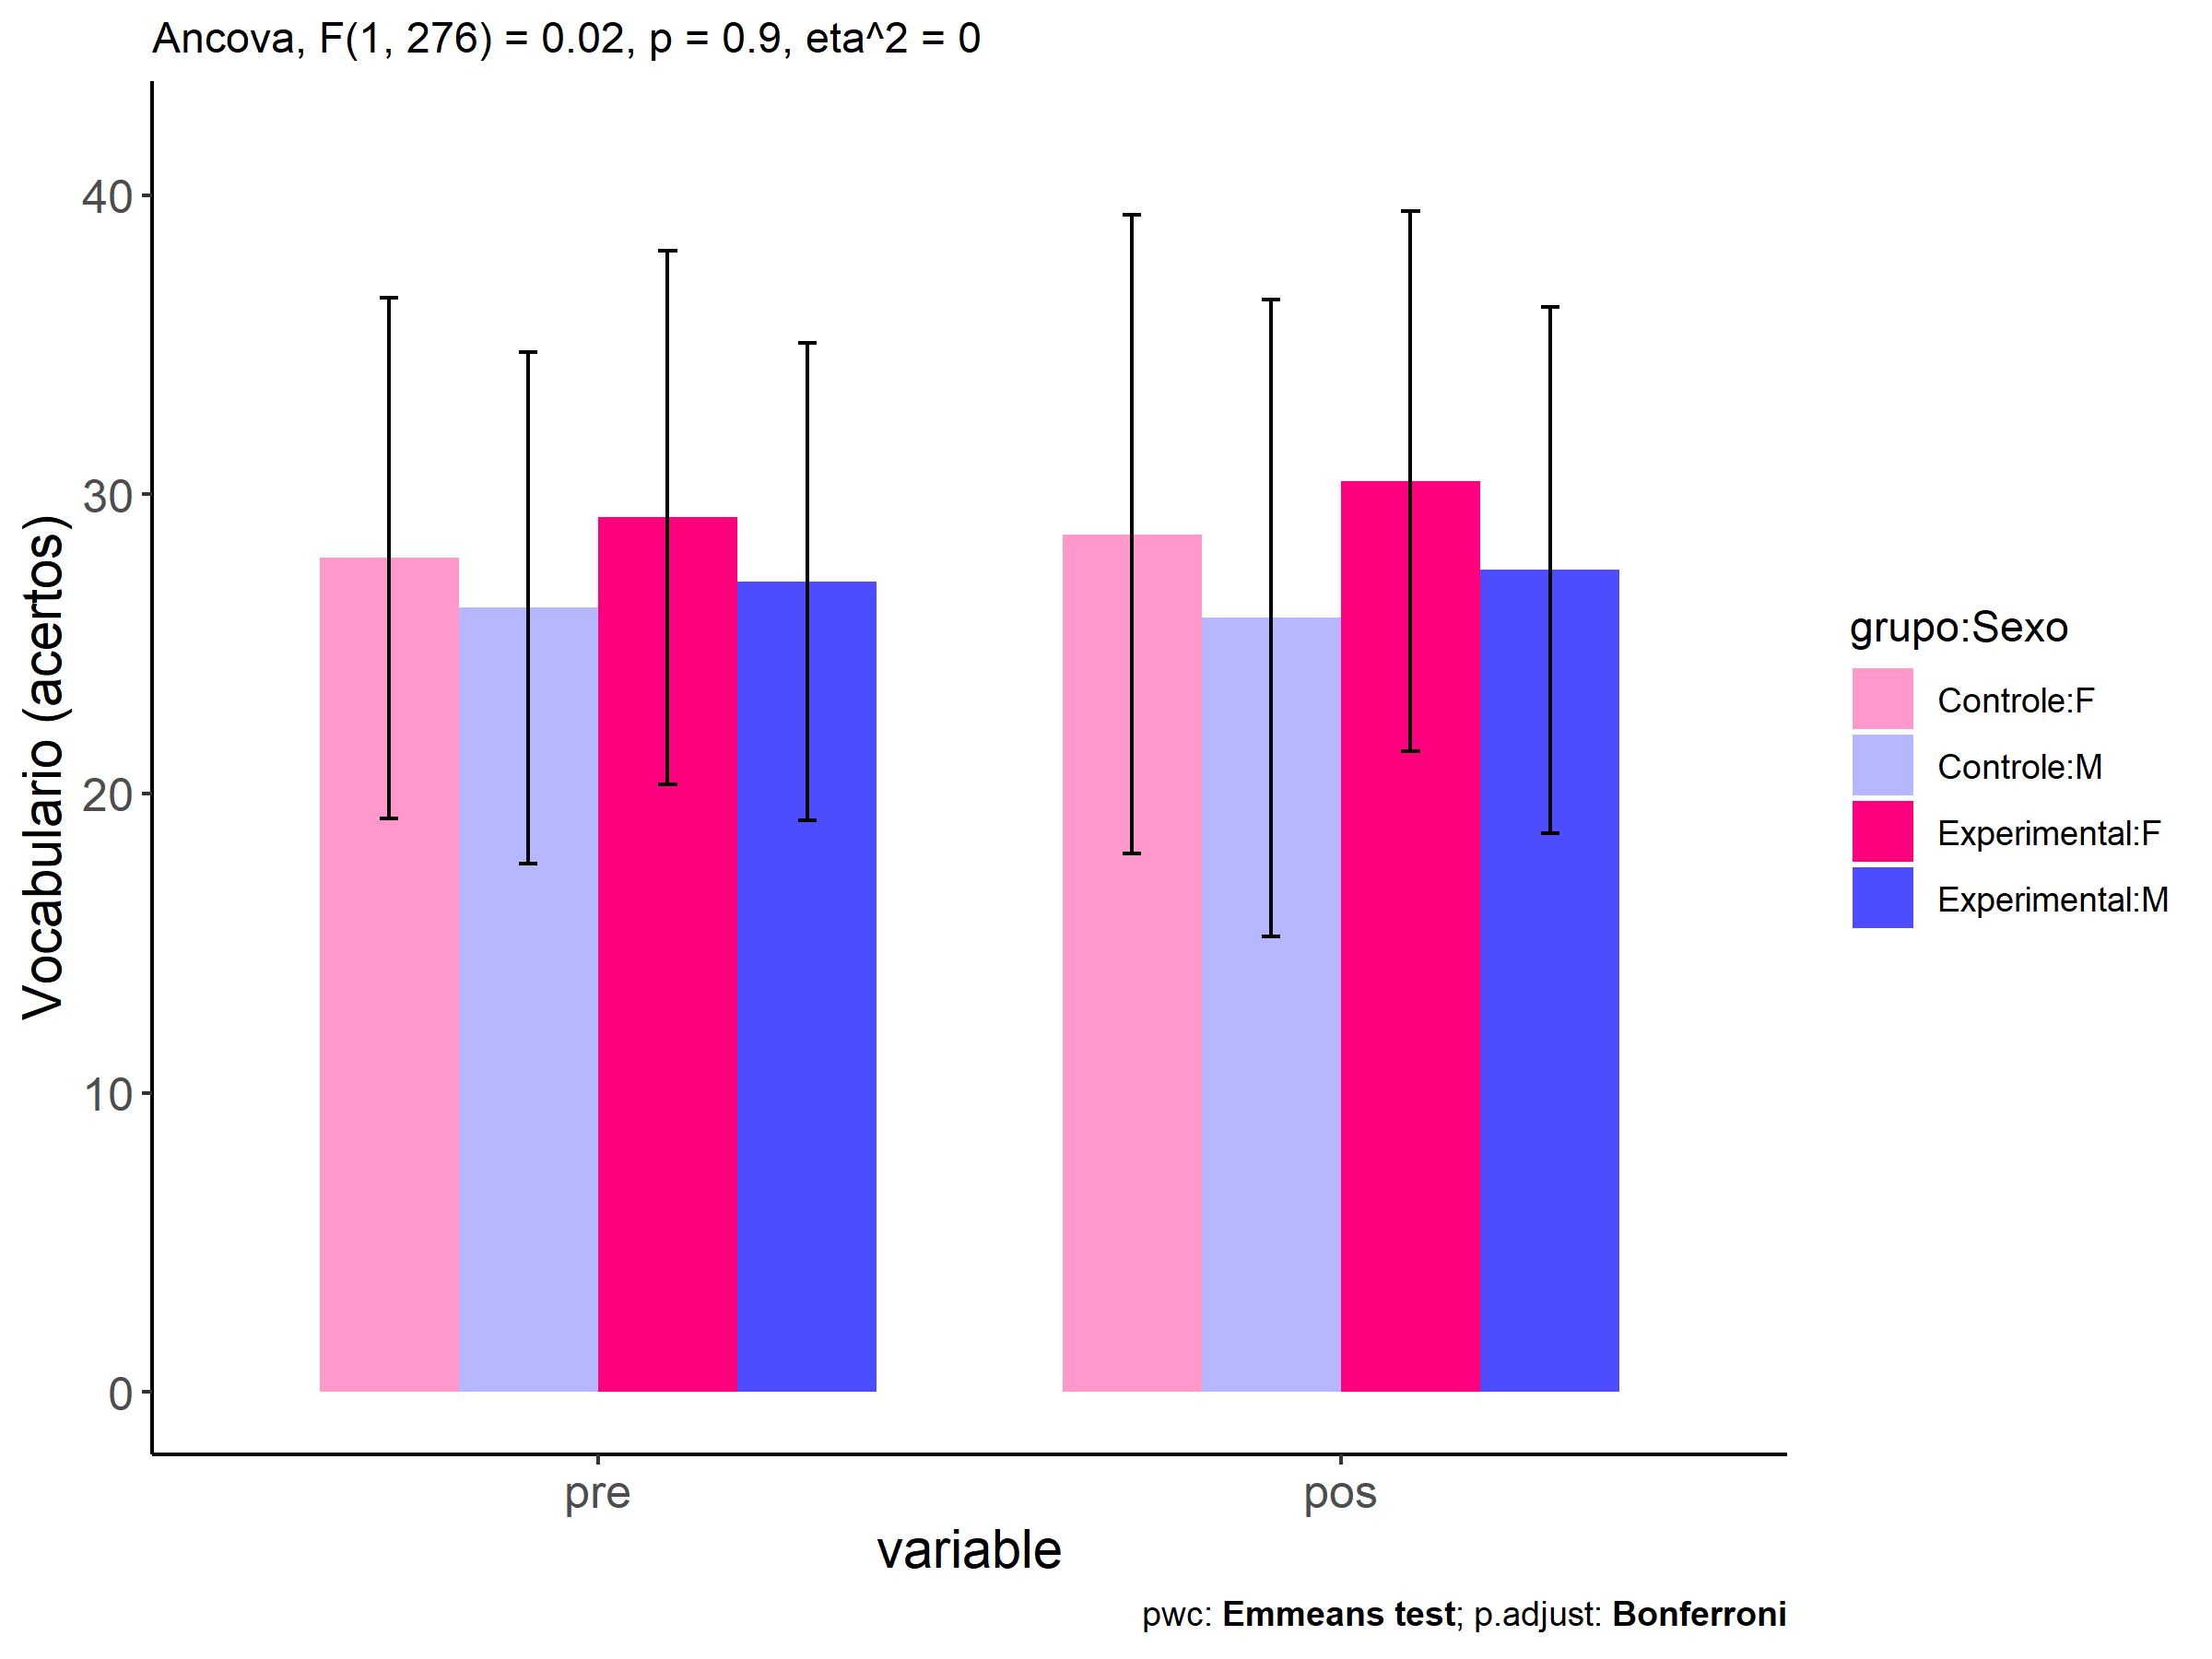 Ancova, F(1, 276) = 0.02, p = 0.9, eta^2 = 0
Vocabulario (acertos)
40
30
20
10
0
pre
pos
variable
grupo:Sexo
Controle:F
Controle:M
Experimental:F
Experimental:M
pwc: Emmeans test; p.adjust: Bonferroni